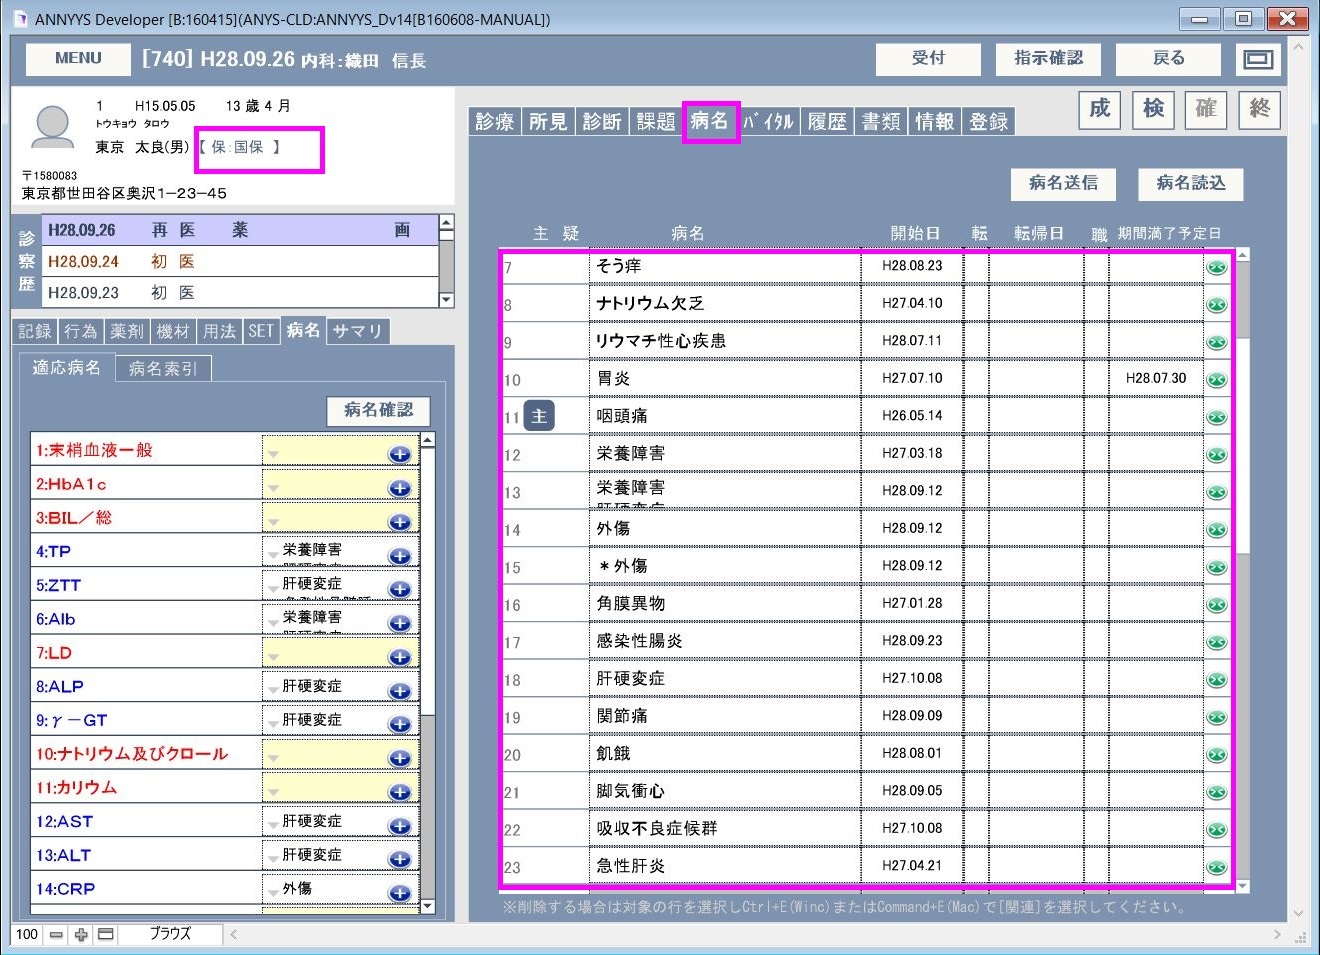 ANNYYS Developer [B:160415](ANYS-CLD:ANNYYS_Dv14[B160608-MANUAL])
MENU [740] H28.09.26 内科:織田 信長 受付 指示確認 戻る
1 H15.05.05 13 歳 4 月
トウキョウ タロウ
東京 太良(男) 【 保:国保 】
〒1580083
東京都世田谷区奥沢1-23-45
診察歴
H28.09.26 再 医 薬 画
H28.09.24 初 医
H28.09.23 初 医
記録 行為 薬剤 機材 用法 SET 病名 サマリ
適応病名 病名索引
病名確認
1:末梢血液一般
2:HbA1c
3:BIL/総
4:TP 栄養障害
5:ZTT 肝硬変症
6:Alb 栄養障害
7:LD
8:ALP 肝硬変症
9:γ-GT 肝硬変症
10:ナトリウム及びクロール
11:カリウム
12:AST 肝硬変症
13:ALT 肝硬変症
14:CRP 外傷
成 検 確 終
診療 所見 診断 課題 病名 バイタル 履歴 書類 情報 登録
病名送信 病名読込
主 疑 病名 開始日 転 転帰日 職 期間満了予定日
7 そう痒 H28.08.23
8 ナトリウム欠乏 H27.04.10
9 リウマチ性心疾患 H28.07.11
10 胃炎 H27.07.10 H28.07.30
11 主 咽頭痛 H26.05.14
12 栄養障害 H27.03.18
13 栄養障害 H28.09.12
14 外傷 H28.09.12
15 *外傷 H28.09.12
16 角膜異物 H27.01.28
17 感染性腸炎 H28.09.23
18 肝硬変症 H27.10.08
19 関節痛 H28.09.09
20 飢餓 H28.08.01
21 脚気衝心 H28.09.05
22 吸収不良症候群 H27.10.08
23 急性肝炎 H27.04.21
※削除する場合は対象の行を選択しCtrl+E(Winc)またはCommand+E(Mac)で[関連]を選択してください。
100 ブラウズ